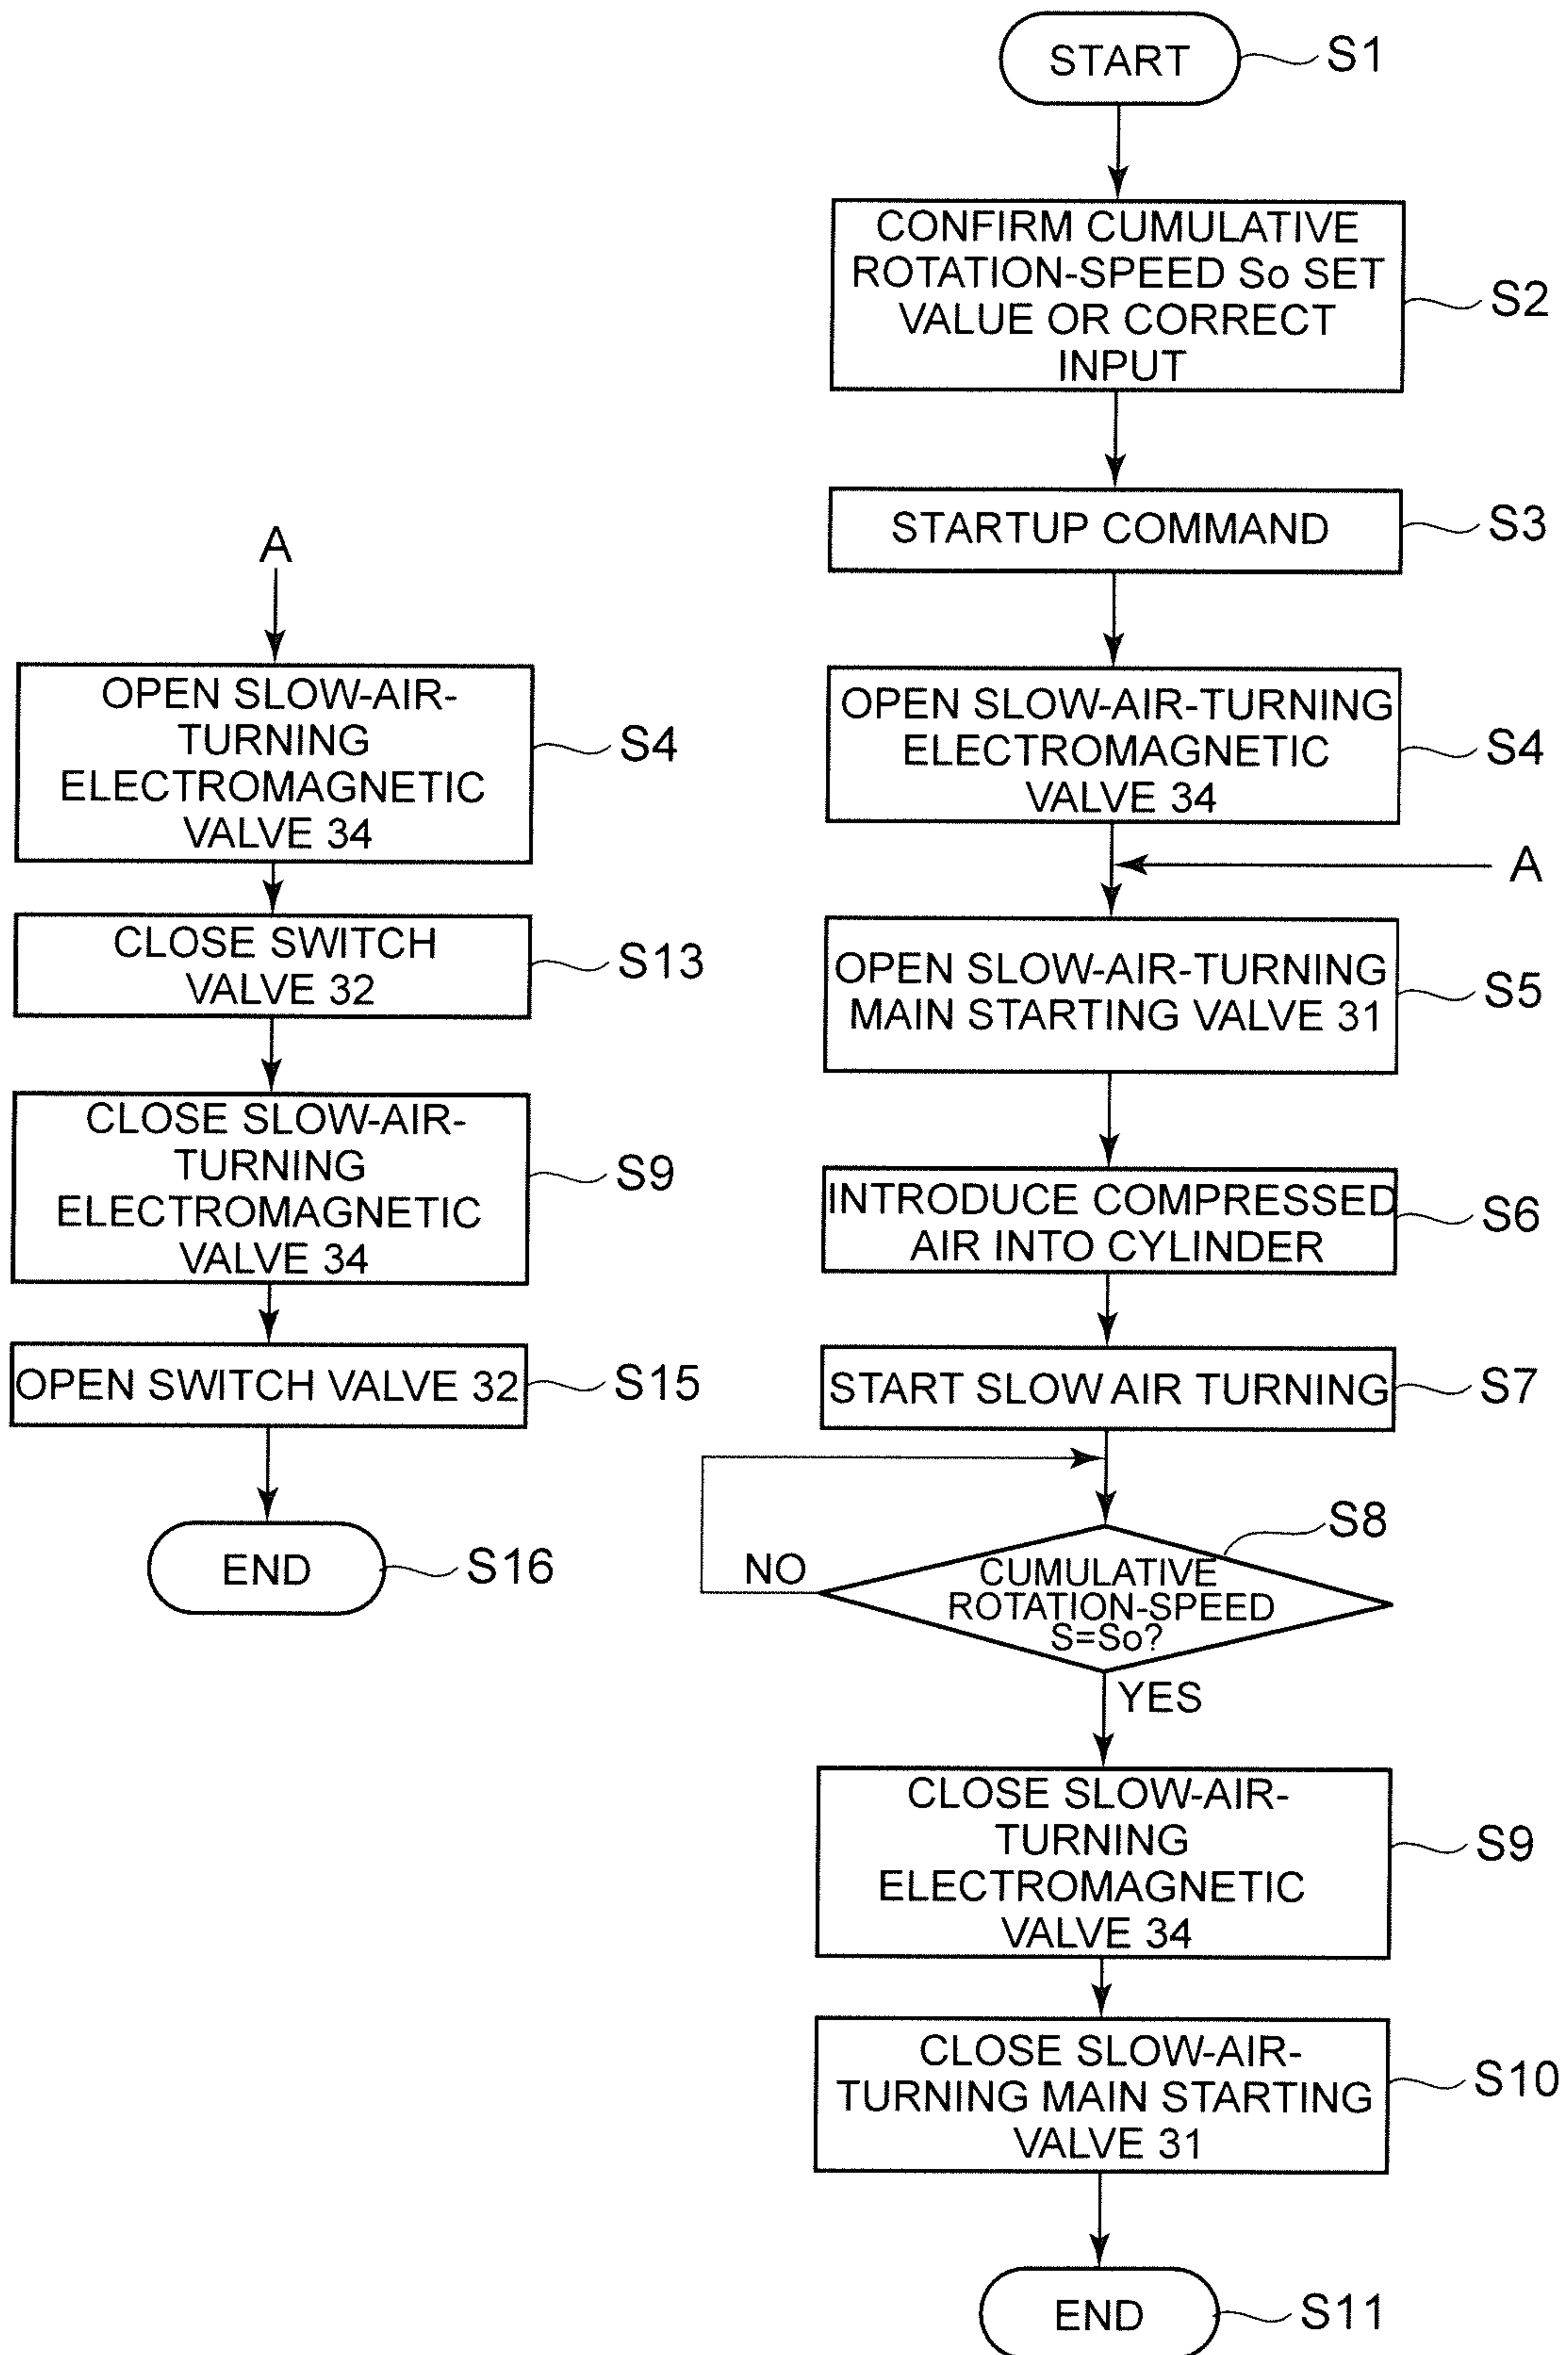 START
S1
CONFIRM CUMULATIVE
ROTATION-SPEED So SET
VALUE OR CORRECT
INPUT
S2
STARTUP COMMAND
S3
OPEN SLOW-AIR-TURNING
ELECTROMAGNETIC
VALVE 34
S4
A
OPEN SLOW-AIR-TURNING
MAIN STARTING VALVE 31
S5
INTRODUCE COMPRESSED
AIR INTO CYLINDER
S6
START SLOW AIR TURNING
S7
CUMULATIVE
ROTATION-SPEED
S=So?
S8
NO
YES
CLOSE SLOW-AIR-
TURNING
ELECTROMAGNETIC
VALVE 34
S9
CLOSE SLOW-AIR-
TURNING MAIN STARTING
VALVE 31
S10
END
S11
A
OPEN SLOW-AIR-
TURNING
ELECTROMAGNETIC
VALVE 34
S4
CLOSE SWITCH
VALVE 32
S13
CLOSE SLOW-AIR-
TURNING
ELECTROMAGNETIC
VALVE 34
S9
OPEN SWITCH VALVE 32
S15
END
S16